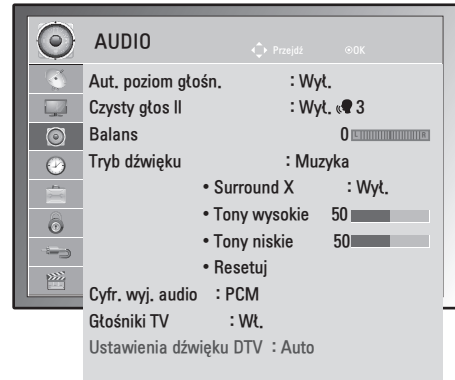 AUDIO
Przejdź OK
Aut. poziom głośn. : Wył.
Czysty głos II : Wył. 3
Balans 0 L R
Tryb dźwięku : Muzyka
• Surround X : Wył.
• Tony wysokie 50
• Tony niskie 50
• Resetuj
Cyfr. wyj. audio : PCM
Głośniki TV : Wł.
Ustawienia dźwięku DTV : Auto